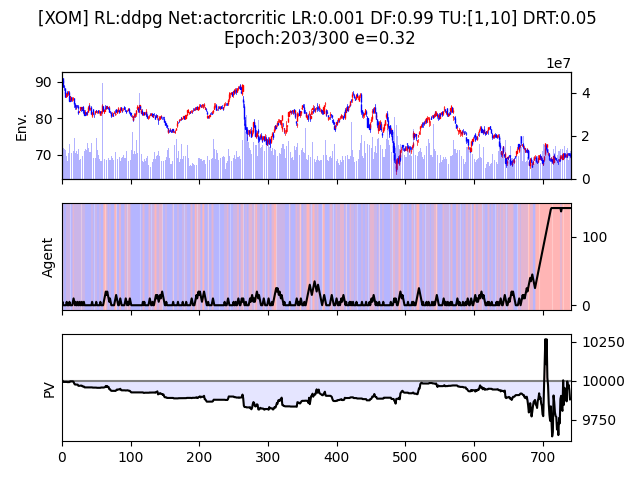 [XOM] RL:ddpg Net:actorcritic LR:0.001 DF:0.99 TU:[1,10] DRT:0.05
Epoch:203/300 e=0.32
1e7
90
80
70
Env.
4
2
0
Agent
100
0
PV
10250
10000
9750
0 100 200 300 400 500 600 700